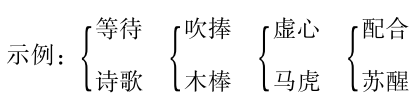 等待 吹捧 虚心 配合
示例：
诗歌 木棒 马虎 苏醒